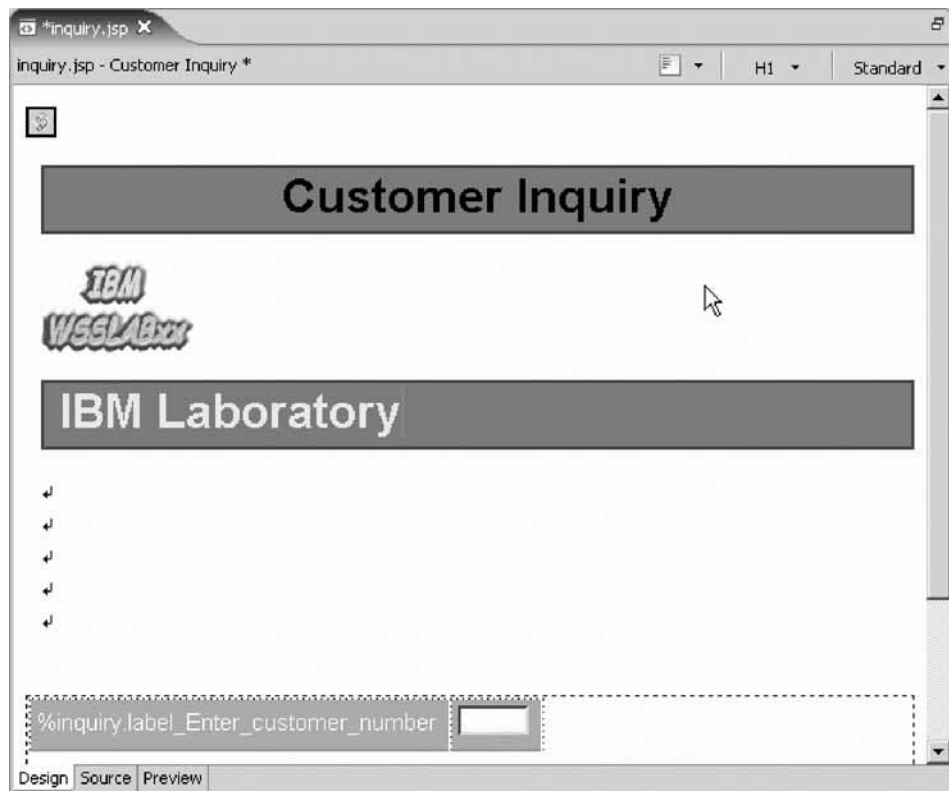 *inquiry.jsp
inquiry.jsp - Customer Inquiry *
H1
Standard
Customer Inquiry
IBM
WSSLABxx
IBM Laboratory
%inquiry.label_Enter_customer_number
Design Source Preview